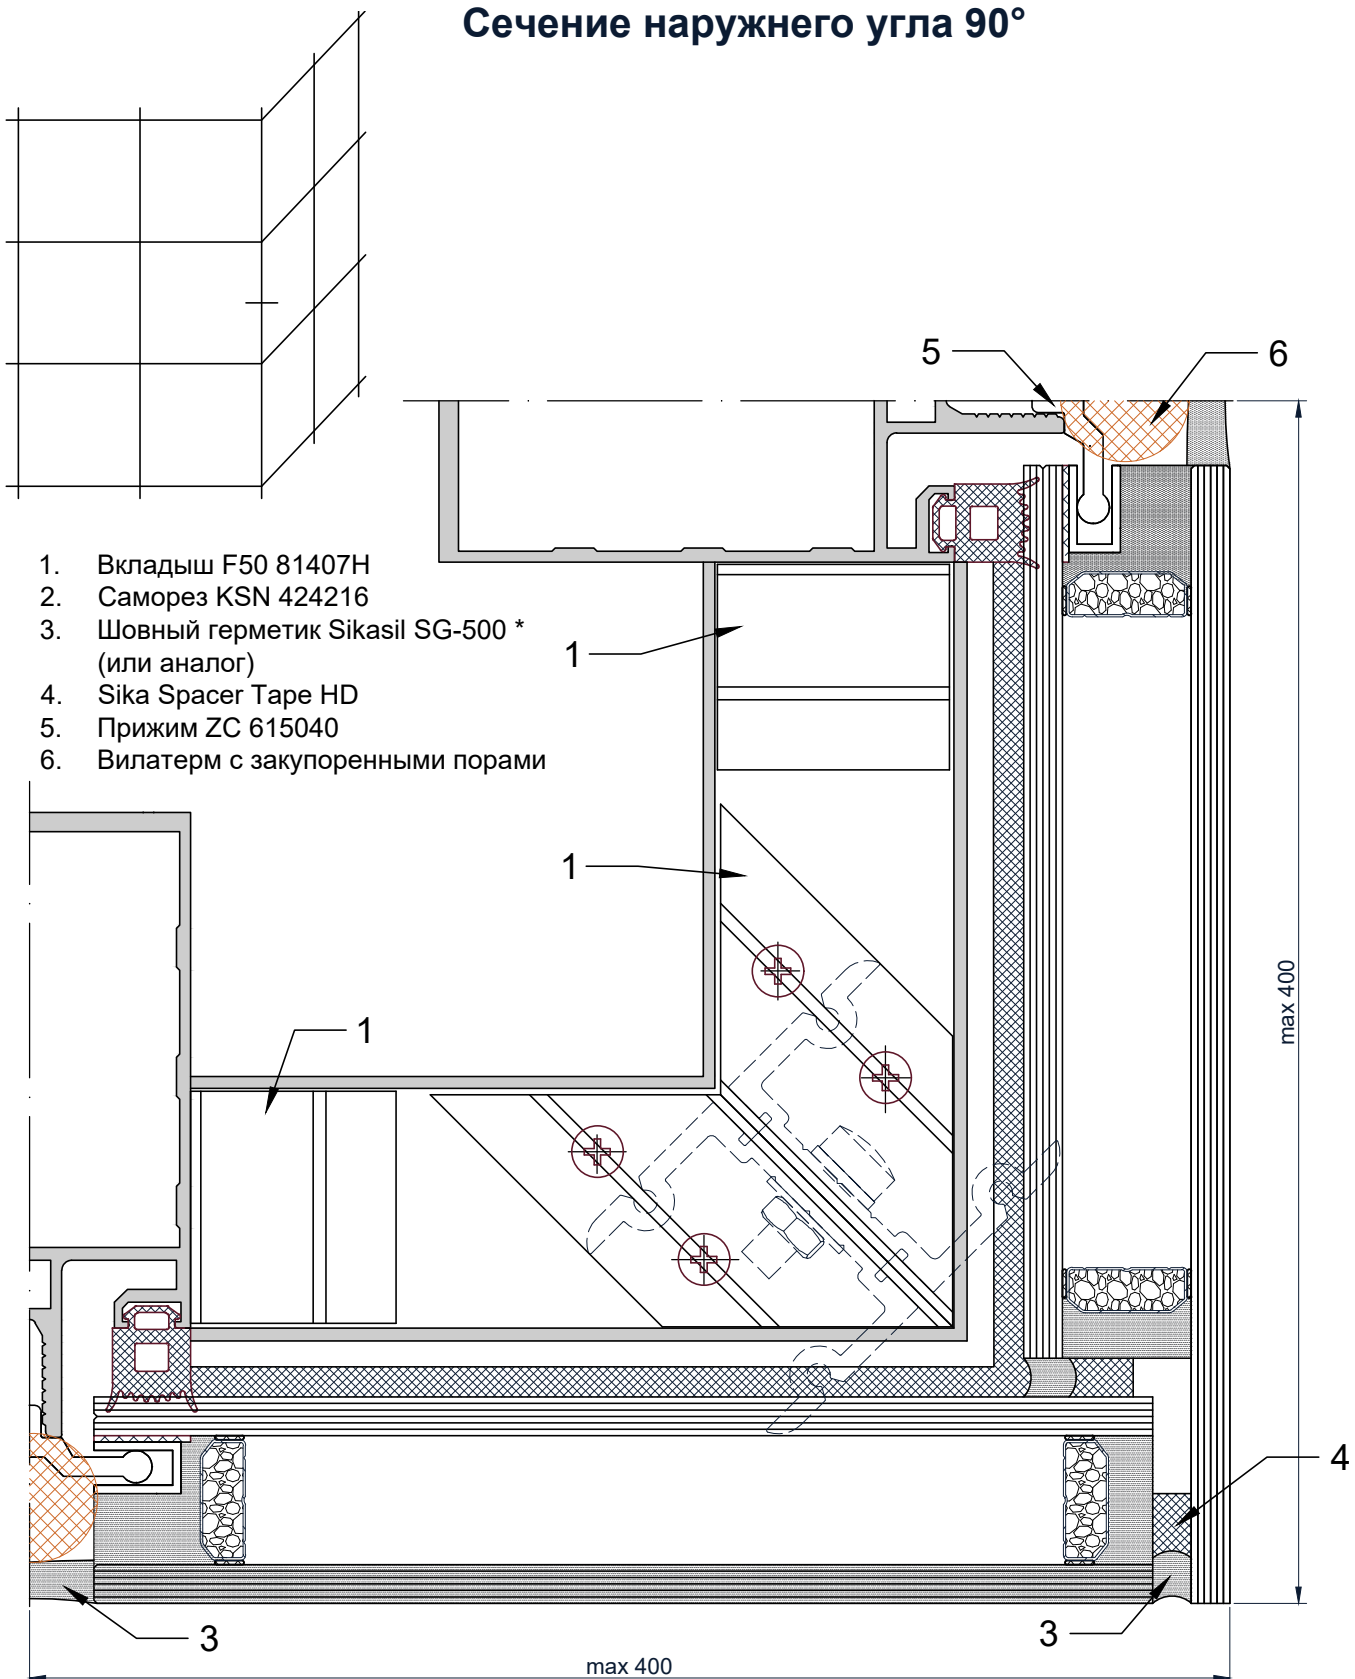 Сечение наружнего угла 90°
5
6
1. Вкладыш F50 81407H
2. Саморез KSN 424216
3. Шовный герметик Sikasil SG-500 *
(или аналог)
4. Sika Spacer Tape HD
5. Прижим ZC 615040
6. Вилатерм с закупоренными порами
1
1
1
max 400
4
3
3
max 400